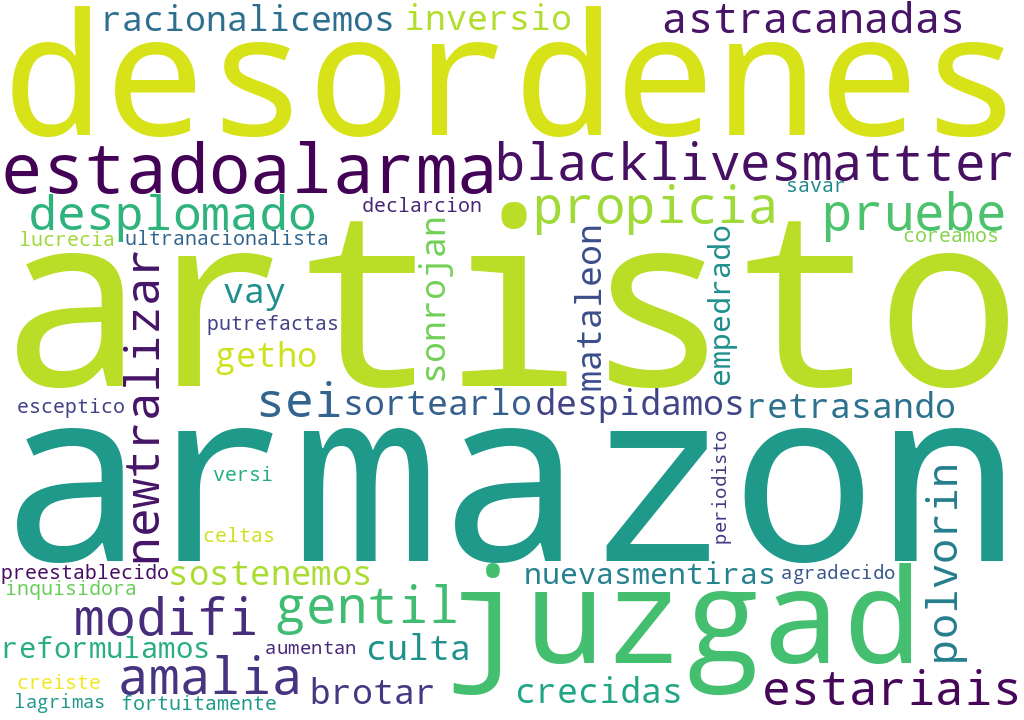 racionalicemos inversio astracanadas
desordenes
estadoalarma blacklivesmattter
desplomado declarcion propicia savar pruebe
lucrecia ultranacionalista coreamos
artisto
newtralizar vay sonrojan mataleon empedrado
putrefactas
getho
esceptico sei sortearlo despidamos retrasando
armazon
versi periodisto polvorin
celtas
preestablecido sostenemos nuevasmentiras agradecido
inquisidora
modifi gentil juzgad
reformulamos aumentan culta
creiste amalia brotar crecidas estariais
lagrimas fortuitamente